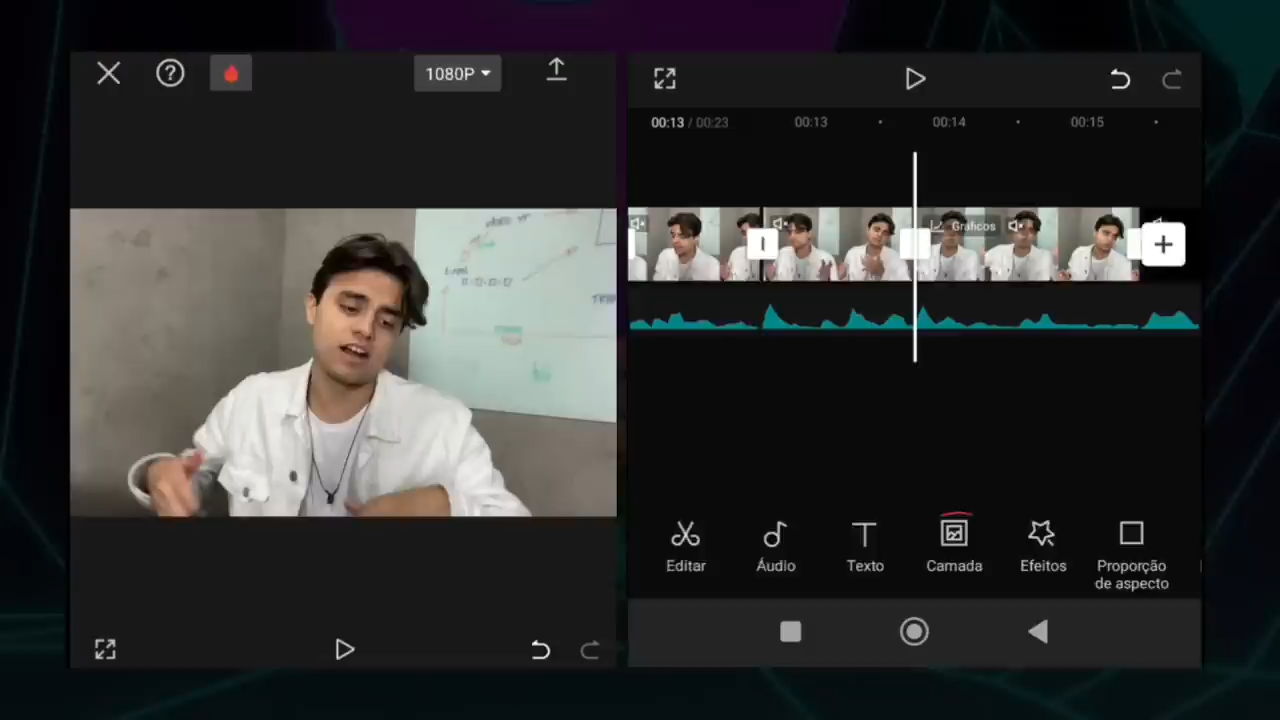 1080P
00:13 / 00:23
00:13
00:14
00:15
Gráficos
Editar
Áudio
Texto
Camada
Efeitos
Proporção
de aspecto